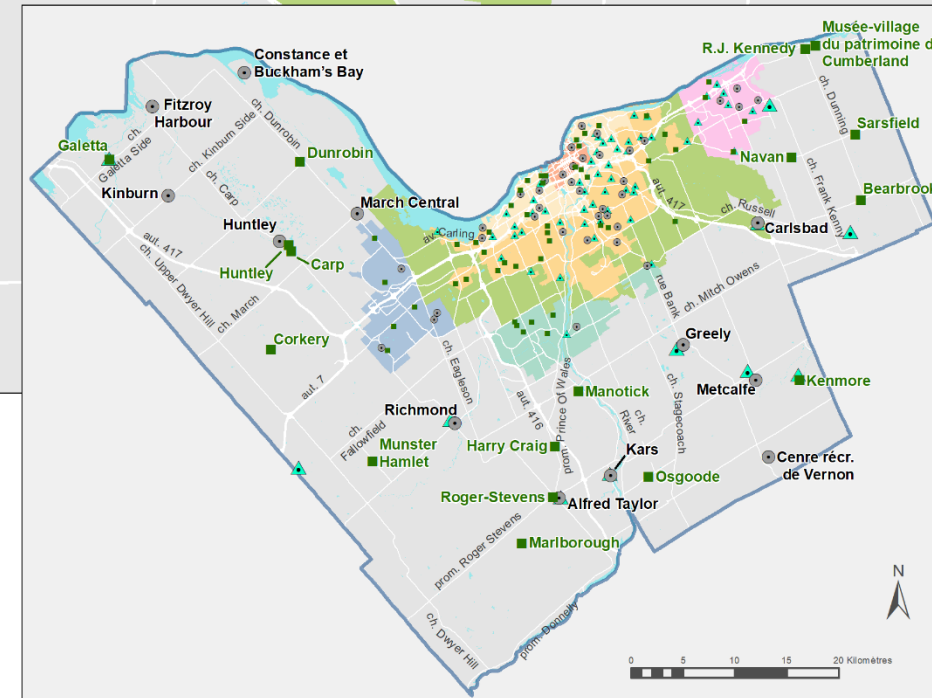 Musée-village
du patrimoine d
Cumberland
R.J. Kennedy
Constance et
Buckham's Bay
ch. Dunning
Fitzroy
Harbour
ch. Dunrobin
ch. Kinburn Side
Sarsfield
Galetta
ch.
Galetta Side
Dunrobin
Navan
ch. Carp
Kinburn
ch. Frank Kenny
aut. 417
Bearbrook
March Central
ch. Russell
Huntley
av. Carling
Carlsbad
aut. 417
Huntley
Carp
ch. Upper Dwyer Hill
ch. March
rue Bank
ch. Mitch Owens
Corkery
Greely
ch. Eagleson
aut. 7
aut. 416
prom. Prince Of Wales
Manotick
ch. Stagecoach
Metcalfe
Kenmore
Richmond
ch.
Fallowfield
ch.
River
Munster
Hamlet
Harry Craig
Kars
Cenre récr.
de Vernon
Osgoode
Roger-Stevens
Alfred Taylor
prom. Roger Stevens
Marlborough
N
prom. Donnelly
ch. Dwyer Hill
0 5 10 15 20 Kilomètres